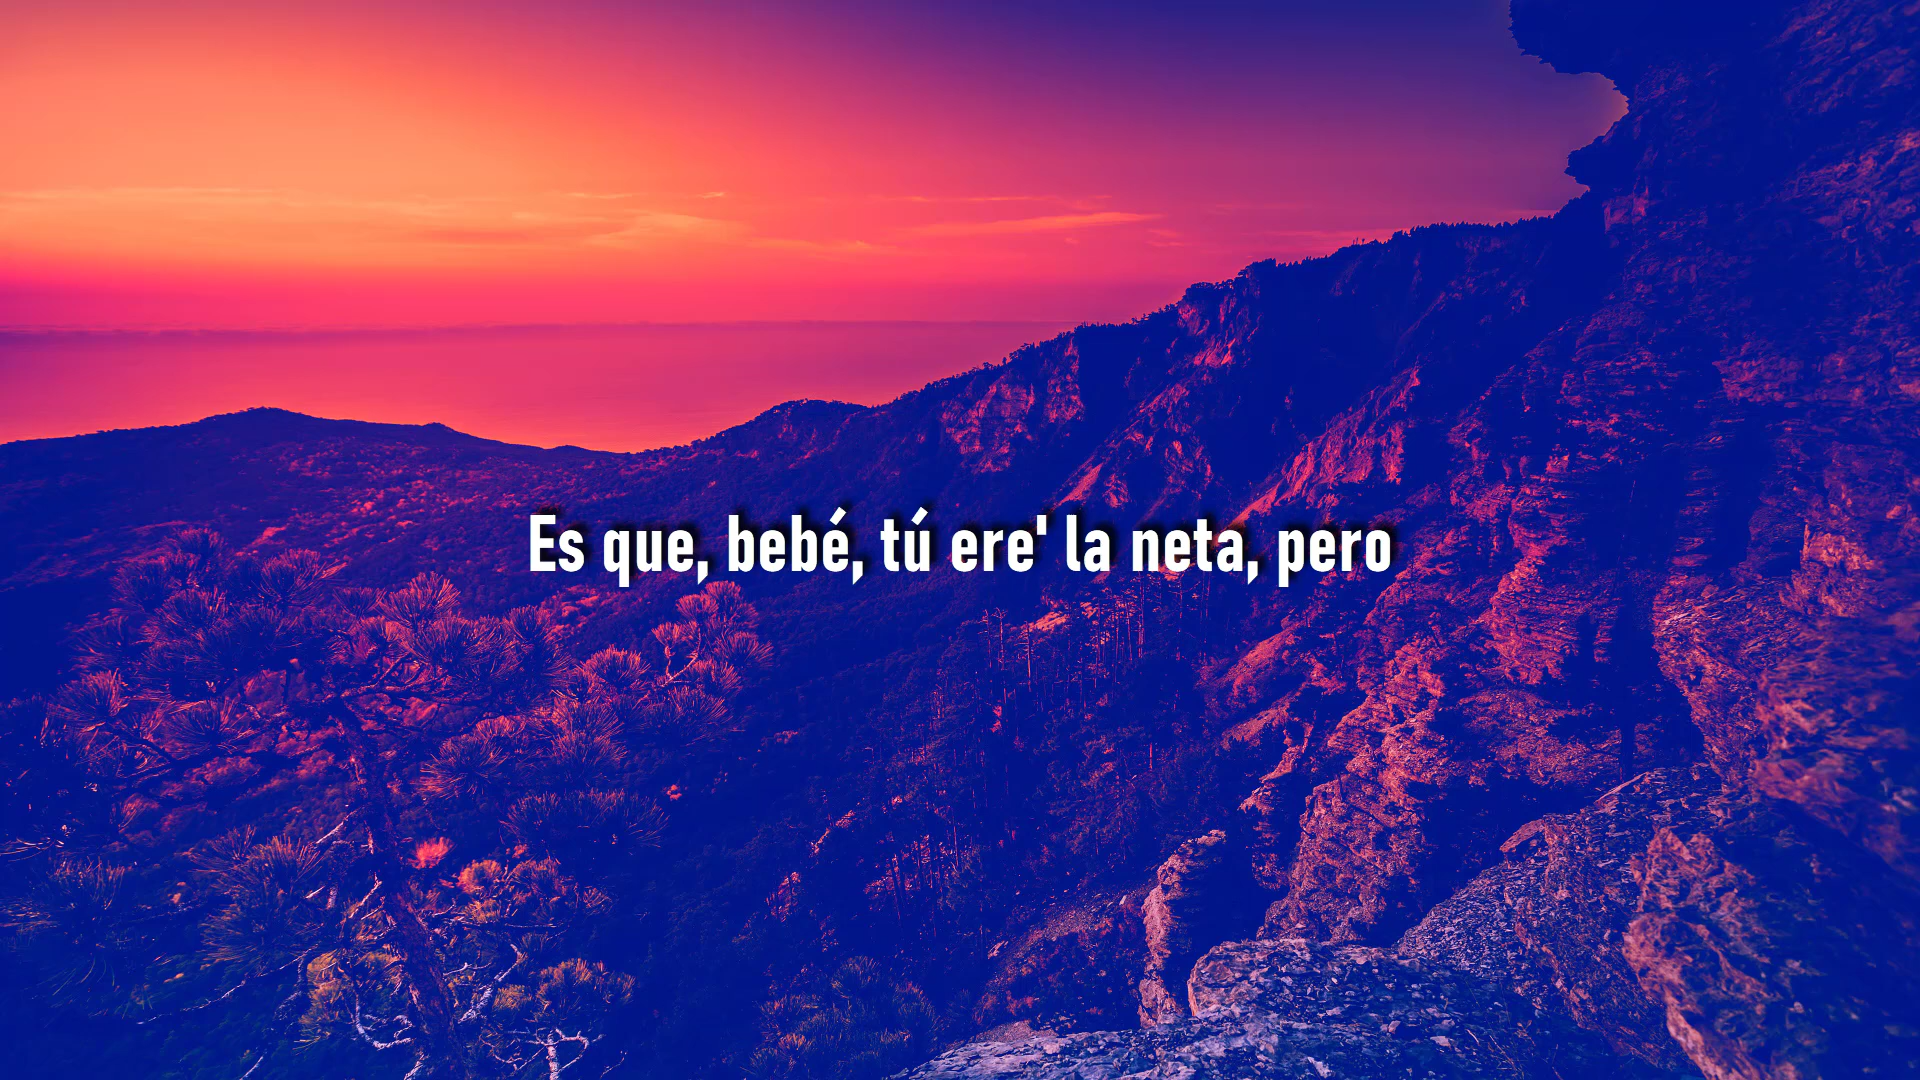 Es que, bebé, tú ere' la neta, pero